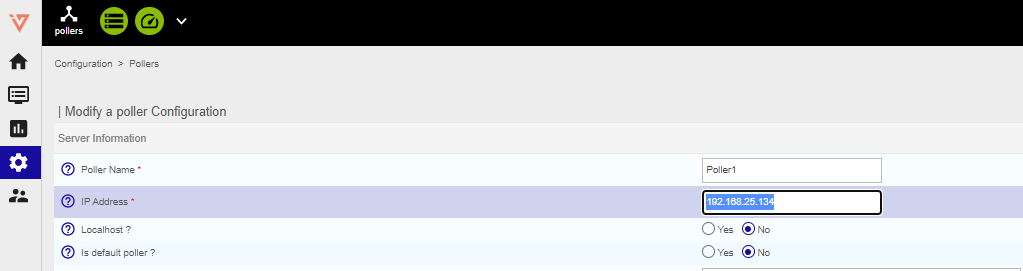 pollers
Configuration > Pollers
| Modify a poller Configuration
Server Information
Poller Name * Poller1
IP Address * 192.168.25.134
Localhost ? Yes No
Is default poller ? Yes No